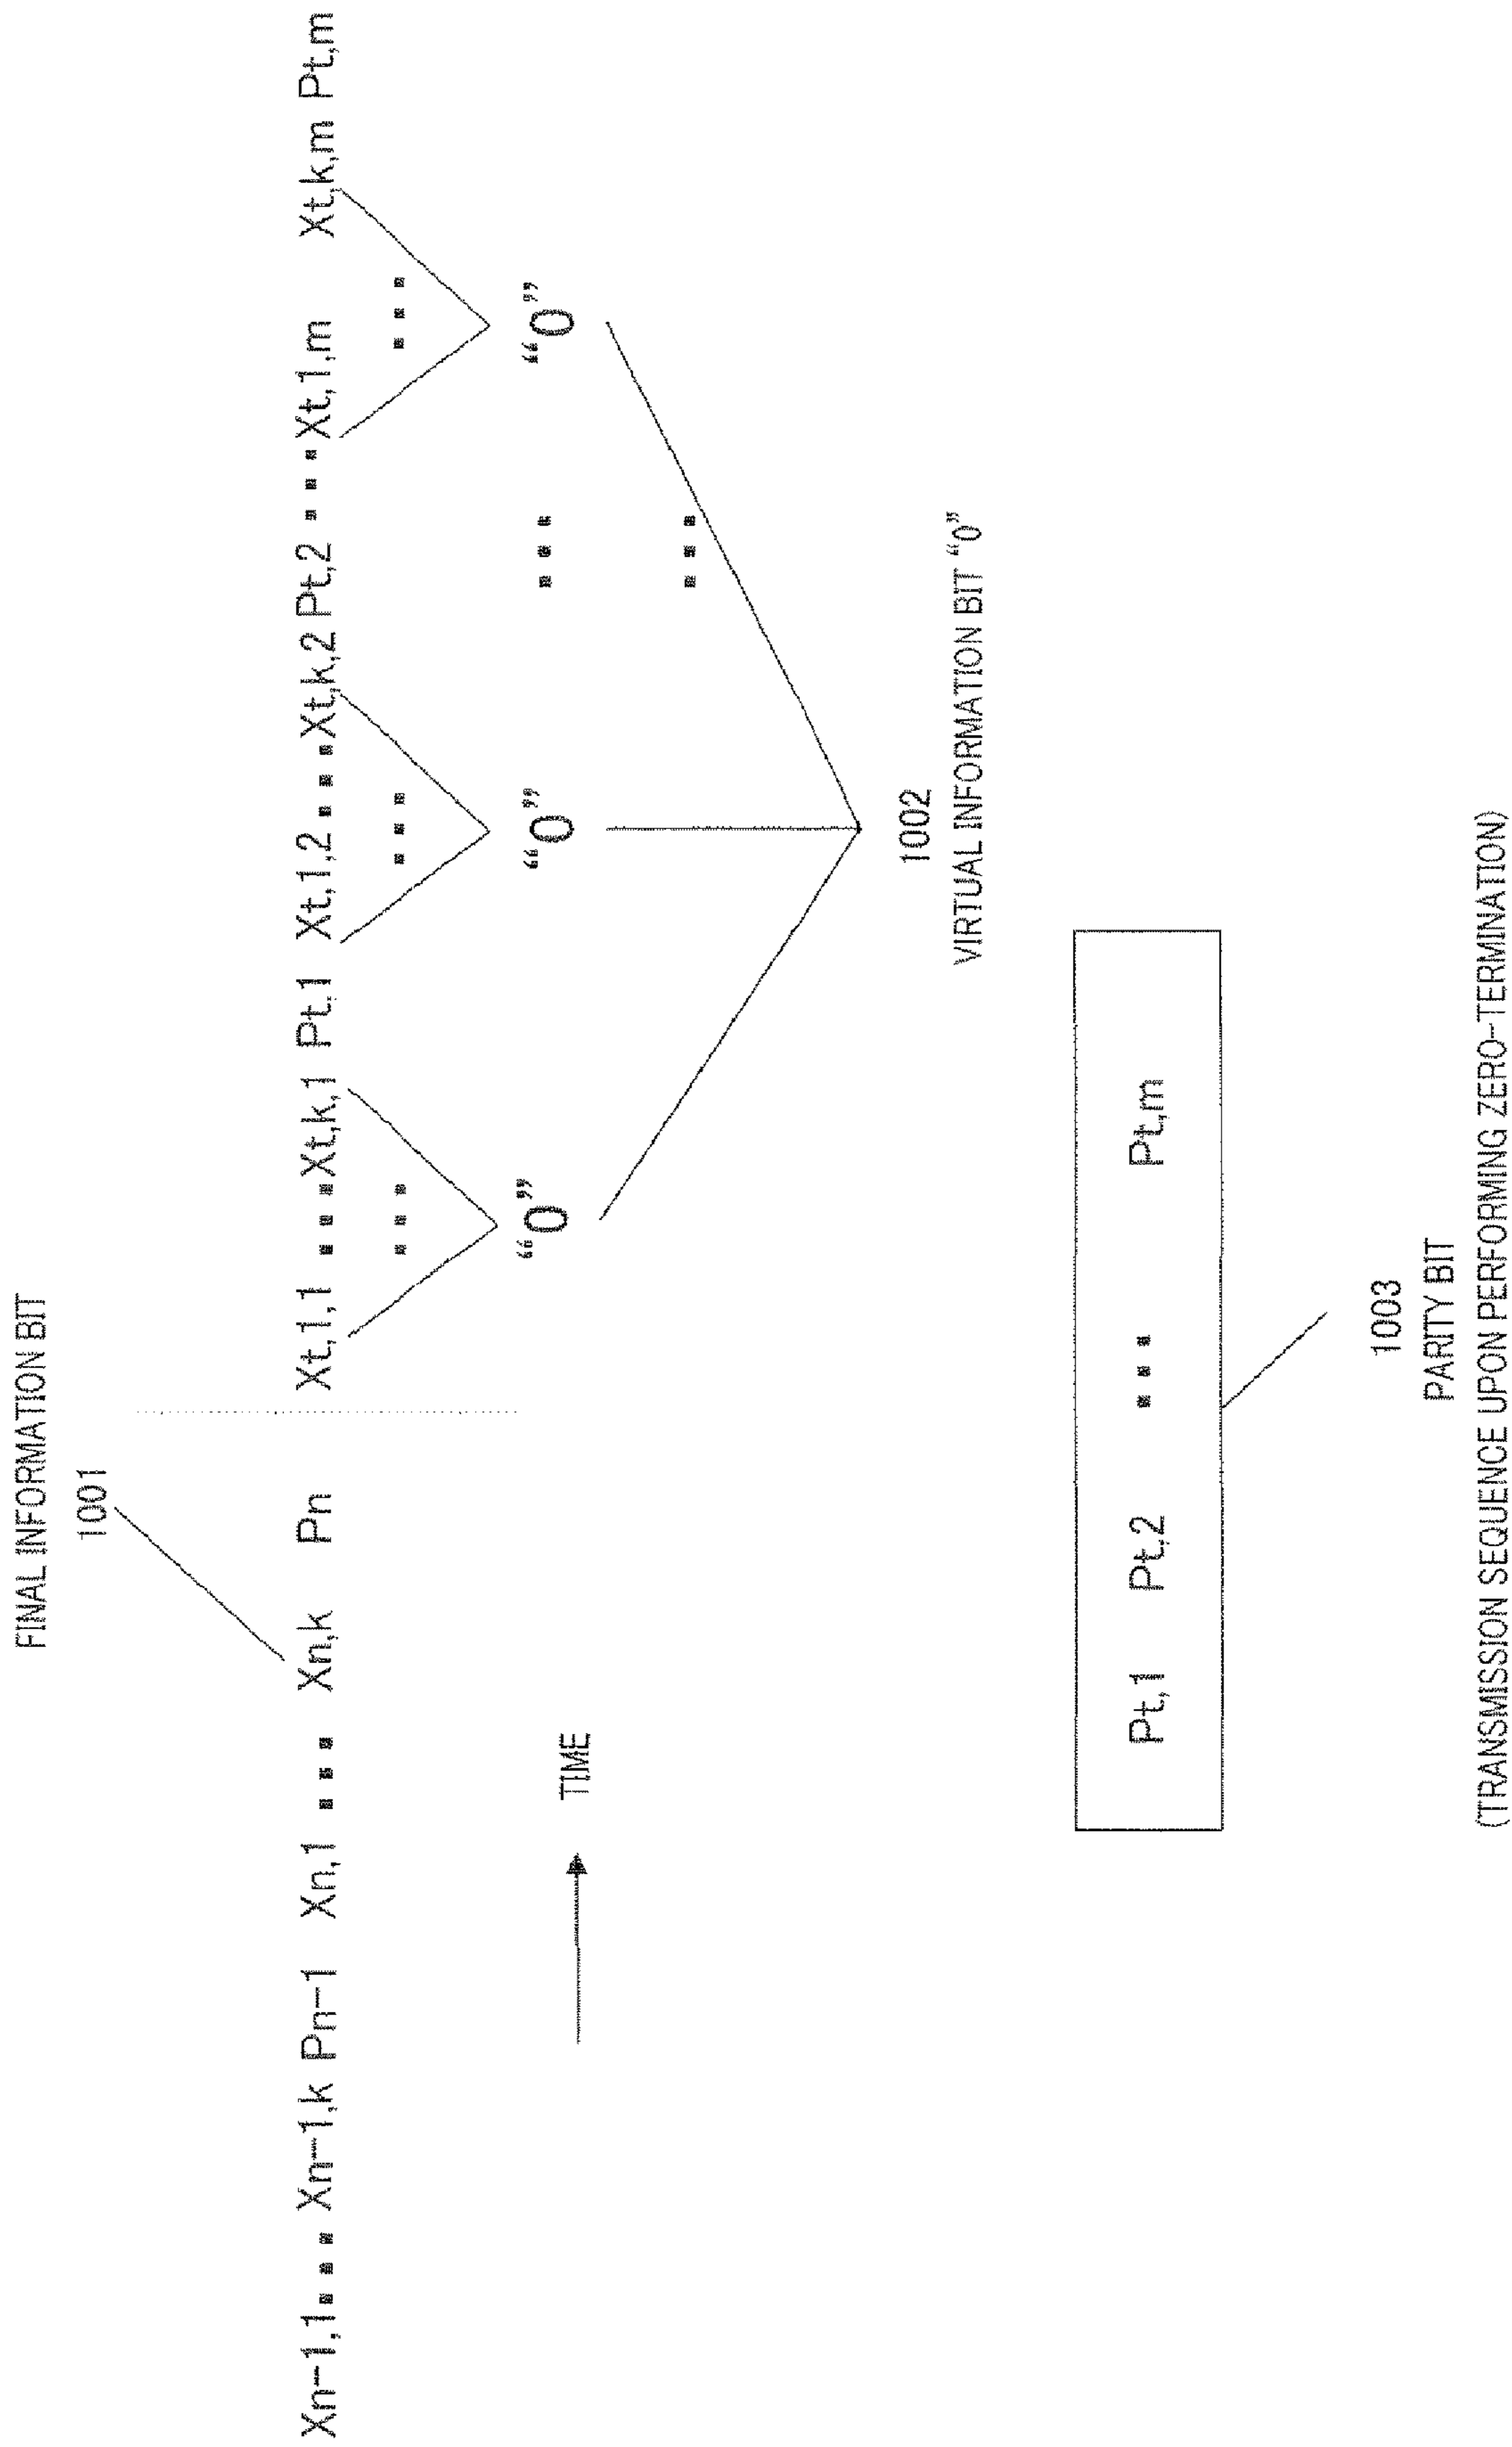 FINAL INFORMATION BIT
1001
Xn-1,1 ▪▪▪ Xn-1,k Pn-1 Xn,1 ▪▪▪ Xn,k Pn Xt,1,1 ▪▪▪ Xt,k,1 Pt,1 Xt,1,2 ▪▪▪ Xt,k,2 Pt,2 ▪▪▪ Xt,1,m Xt,k,m Pt,m
▪▪▪ ▪▪▪ ▪▪▪
“0” “0” ▪▪▪ “0”
TIME
▪▪▪
1002
VIRTUAL INFORMATION BIT “0”
Pt,1 Pt,2 ▪▪▪ Pt,m
1003
PARITY BIT
(TRANSMISSION SEQUENCE UPON PERFORMING ZERO-TERMINATION)